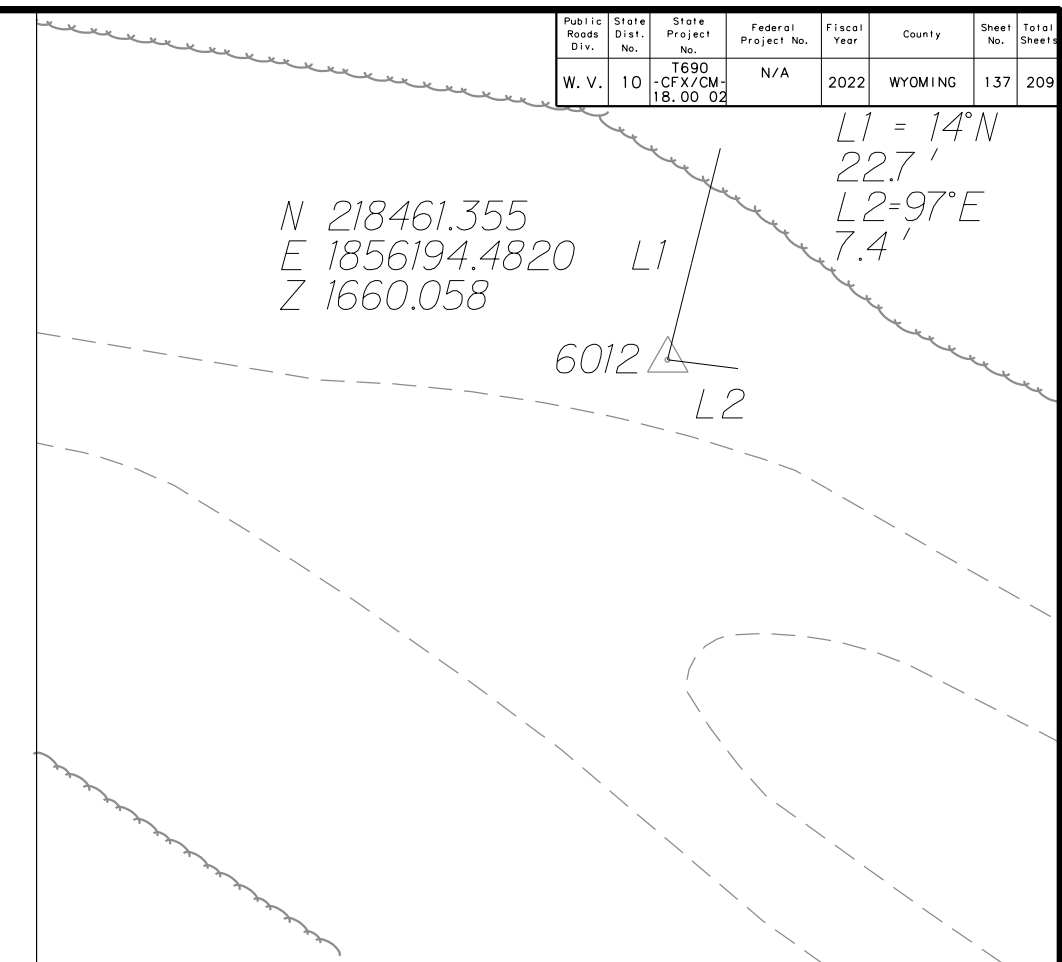 Public Roads Div. State Dist. No. State Project No. Federal Project No. Fiscal Year County Sheet No. Total Sheets
W. V. 10 T690 -CFX/CM- 18.00 02 N/A 2022 WYOMING 137 209
L1 = 14°N
22.7 '
L2=97°E
7.4 '
N 218461.355
E 1856194.4820
Z 1660.058
L1
6012
L2